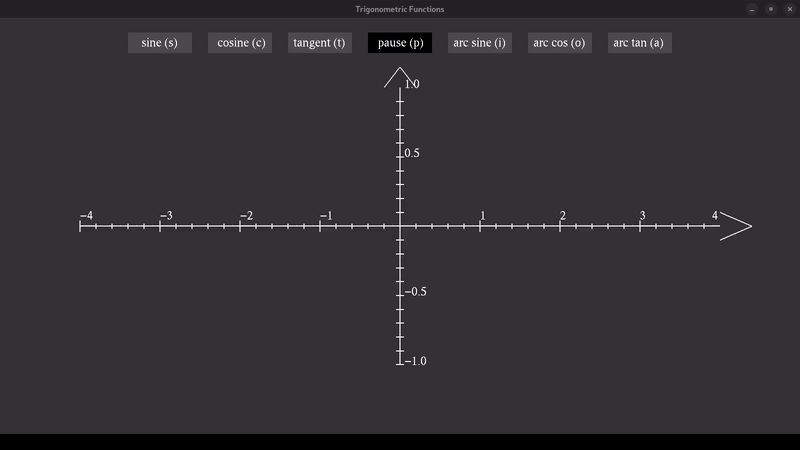 Trigonometric Functions
sine (s) cosine (c) tangent (t) pause (p) arc sine (i) arc cos (o) arc tan (a)
1.0
0.5
−4 −3 −2 −1 1 2 3 4
−0.5
−1.0